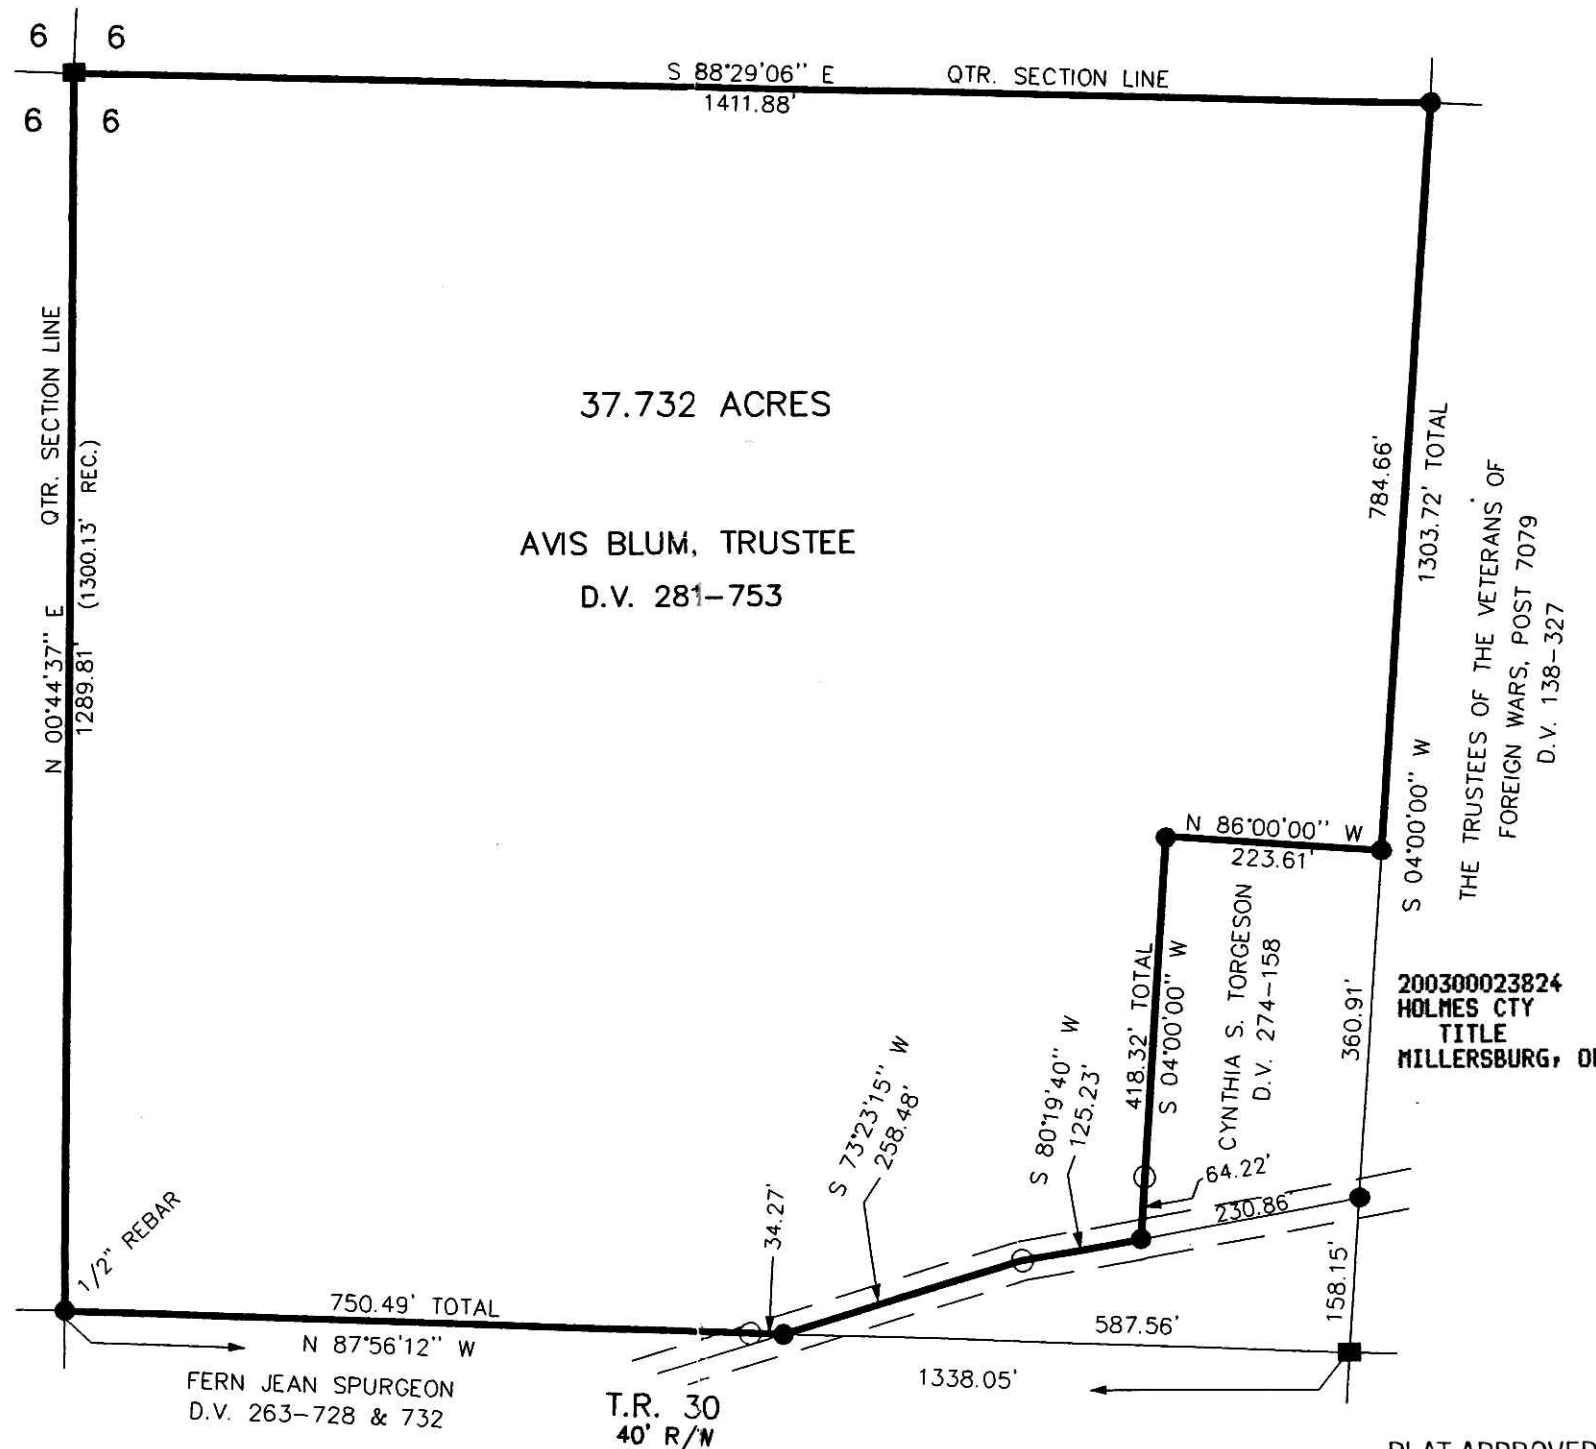 6 6
6 6
S 88°29'06'' E QTR. SECTION LINE
1411.88'
N 00°44'37'' E QTR. SECTION LINE
1289.81' (1300.13' REC.)
37.732 ACRES
AVIS BLUM, TRUSTEE
D.V. 281-753
784.66'
1303.72' TOTAL
S 04°00'00'' W
THE TRUSTEES OF THE VETERANS OF
FOREIGN WARS, POST 7079
D.V. 138-327
N 86°00'00'' W
223.61'
418.32' TOTAL
S 04°00'00'' W
CYNTHIA S. TORGESON
D.V. 274-158
360.91'
200300023824
HOLMES CTY
TITLE
MILLERSBURG,
S 73°23'15'' W
258.48'
S 80°19'40'' W
125.23'
64.22'
230.86'
34.27'
158.15'
1/2'' REBAR
750.49' TOTAL
N 87°56'12'' W
587.56'
1338.05'
FERN JEAN SPURGEON
D.V. 263-728 & 732
T.R. 30
40' R/W
PLAT APPROVED